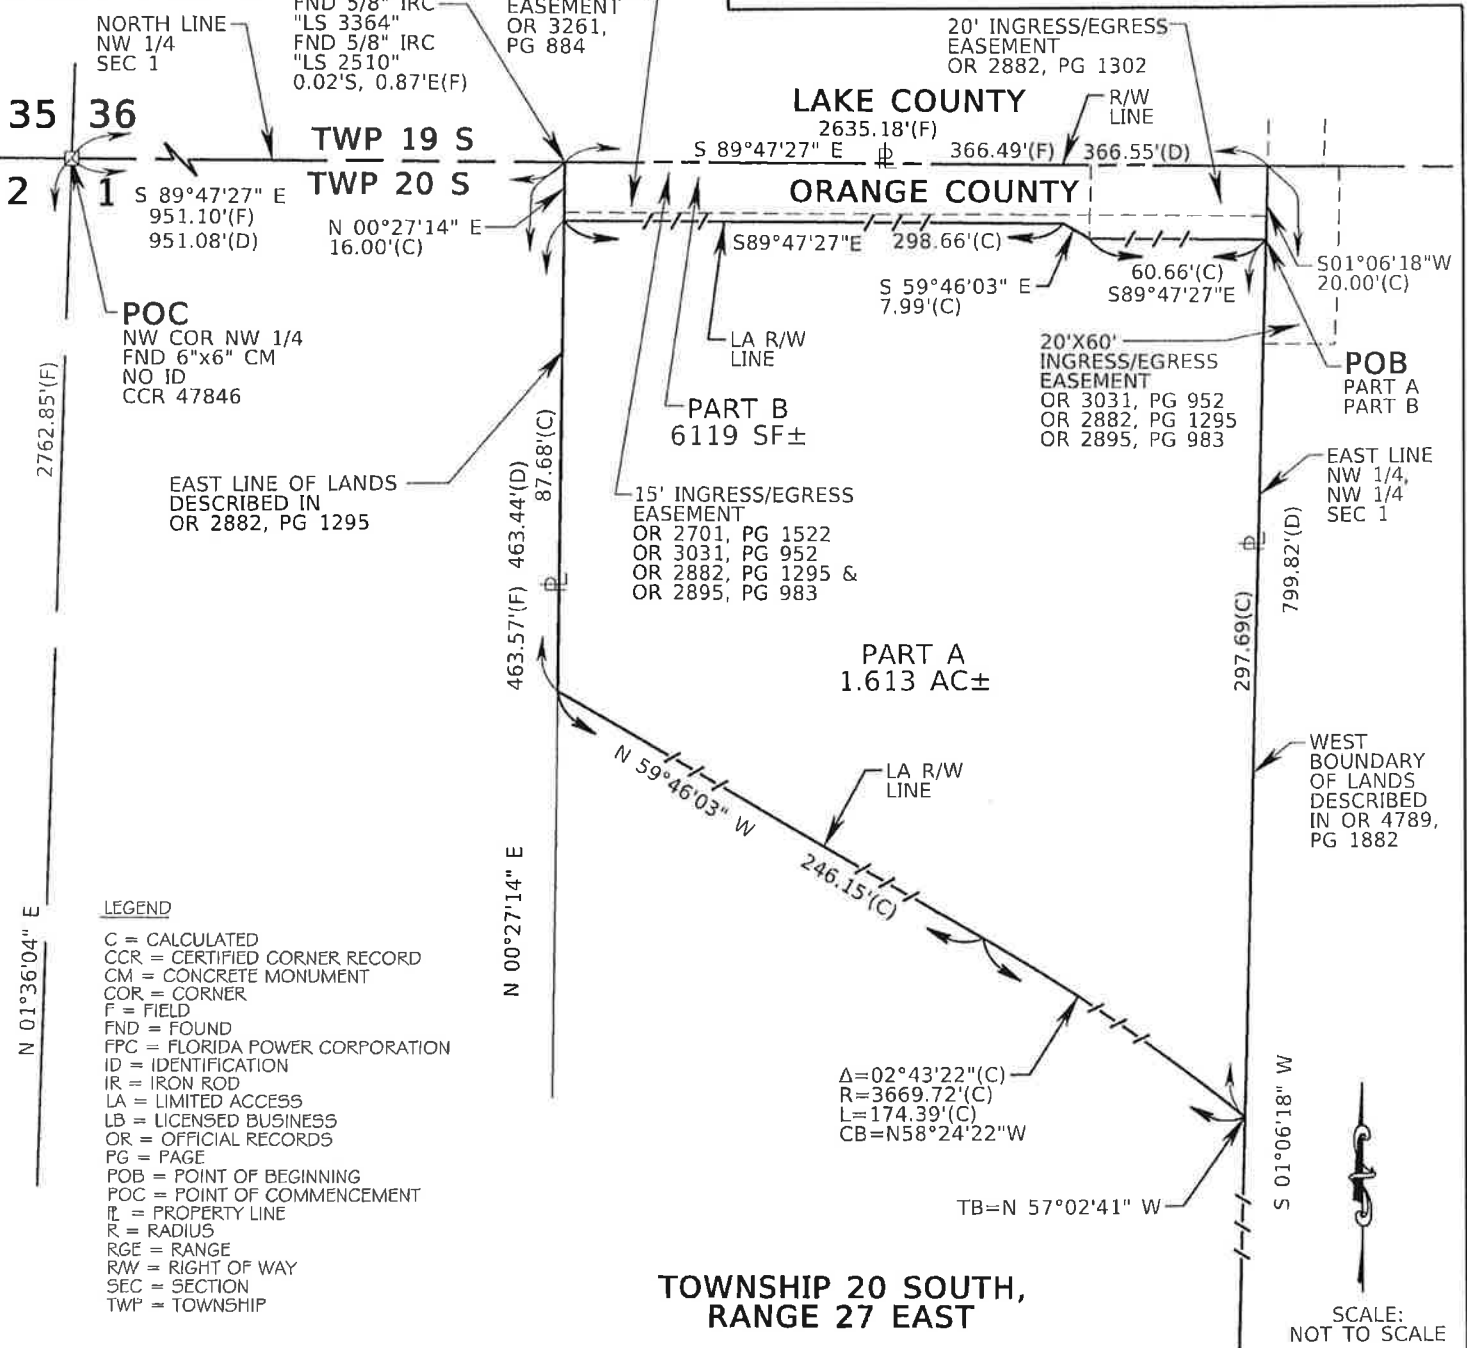 NORTH LINE
NW 1/4
SEC 1
FND 5/8" IRC
"LS 3364"
FND 5/8" IRC
"LS 2510"
0.02'S, 0.87'E(F)
EASEMENT
OR 3261,
PG 884
20' INGRESS/EGRESS
EASEMENT
OR 2882, PG 1302
LAKE COUNTY
2635.18'(F)
R/W
LINE
35 36
2 1
TWP 19 S
TWP 20 S
S 89°47'27" E
366.49'(F)
366.55'(D)
ORANGE COUNTY
S 89°47'27" E
951.10'(F)
951.08'(D)
N 00°27'14" E
16.00'(C)
S89°47'27"E
298.66'(C)
S 59°46'03" E
7.99'(C)
60.66'(C)
S89°47'27"E
S01°06'18"W
20.00'(C)
POC
NW COR NW 1/4
FND 6"x6" CM
NO ID
CCR 47846
LA R/W
LINE
20'X60'
INGRESS/EGRESS
EASEMENT
OR 3031, PG 952
OR 2882, PG 1295
OR 2895, PG 983
POB
PART A
PART B
2762.85'(F)
PART B
6119 SF±
87.68'(C)
463.44'(D)
463.57'(F)
EAST LINE OF LANDS
DESCRIBED IN
OR 2882, PG 1295
15' INGRESS/EGRESS
EASEMENT
OR 2701, PG 1522
OR 3031, PG 952
OR 2882, PG 1295 &
OR 2895, PG 983
EAST LINE
NW 1/4,
NW 1/4
SEC 1
799.82'(D)
297.69(C)
PART A
1.613 AC±
N 59°46'03" W
246.15'(C)
LA R/W
LINE
WEST
BOUNDARY
OF LANDS
DESCRIBED
IN OR 4789,
PG 1882
N 00°27'14" E
N 01°36'04" E
LEGEND
C = CALCULATED
CCR = CERTIFIED CORNER RECORD
CM = CONCRETE MONUMENT
COR = CORNER
F = FIELD
FND = FOUND
FPC = FLORIDA POWER CORPORATION
ID = IDENTIFICATION
IR = IRON ROD
LA = LIMITED ACCESS
LB = LICENSED BUSINESS
OR = OFFICIAL RECORDS
PG = PAGE
POB = POINT OF BEGINNING
POC = POINT OF COMMENCEMENT
PL = PROPERTY LINE
R = RADIUS
RGE = RANGE
R/W = RIGHT OF WAY
SEC = SECTION
TWP = TOWNSHIP
Δ=02°43'22"(C)
R=3669.72'(C)
L=174.39'(C)
CB=N58°24'22"W
TB=N 57°02'41" W
S 01°06'18" W
TOWNSHIP 20 SOUTH,
RANGE 27 EAST
SCALE:
NOT TO SCALE